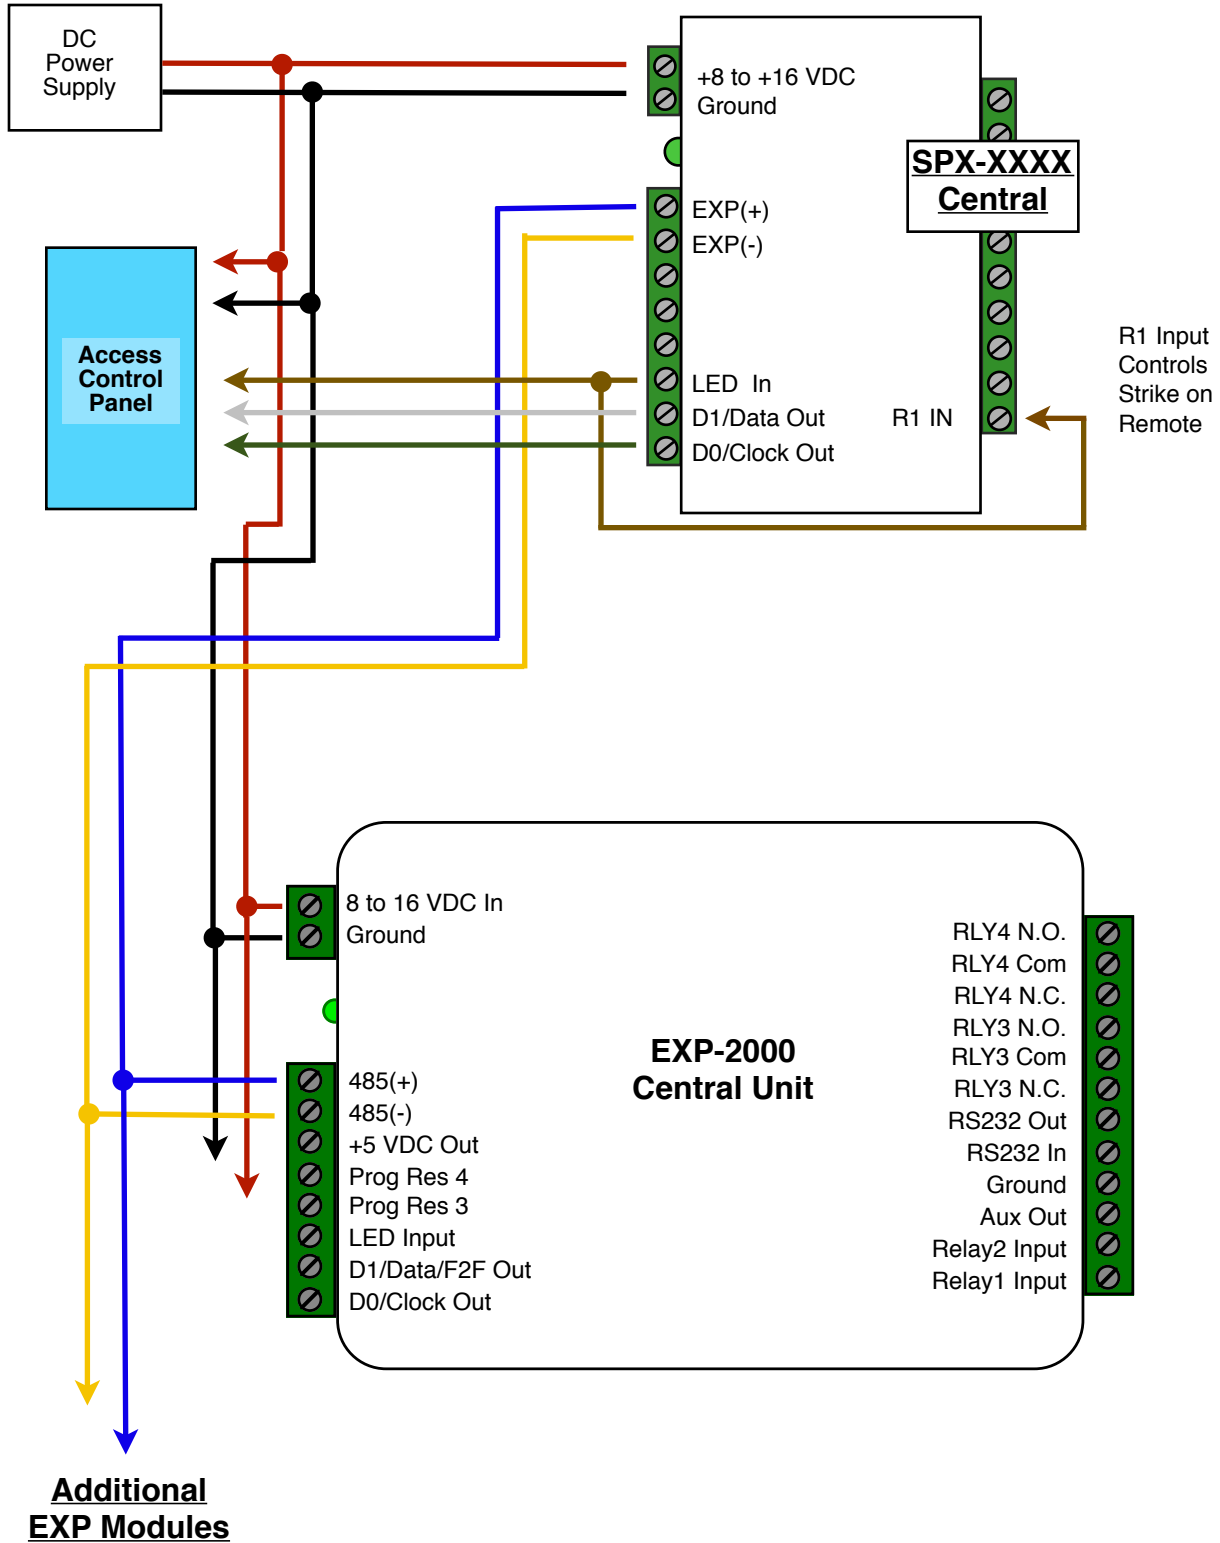 DC
Power
Supply
+8 to +16 VDC
Ground
SPX-XXXX
Central
EXP(+)
EXP(-)
LED  In
D1/Data Out
D0/Clock Out
R1 IN
R1 Input
Controls
Strike on
Remote
Access
Control
Panel
8 to 16 VDC In
Ground
485(+)
485(-)
+5 VDC Out
Prog Res 4
Prog Res 3
LED Input
D1/Data/F2F Out
D0/Clock Out
EXP-2000
Central Unit
RLY4 N.O.
RLY4 Com
RLY4 N.C.
RLY3 N.O.
RLY3 Com
RLY3 N.C.
RS232 Out
RS232 In
Ground
Aux Out
Relay2 Input
Relay1 Input
Additional
EXP Modules